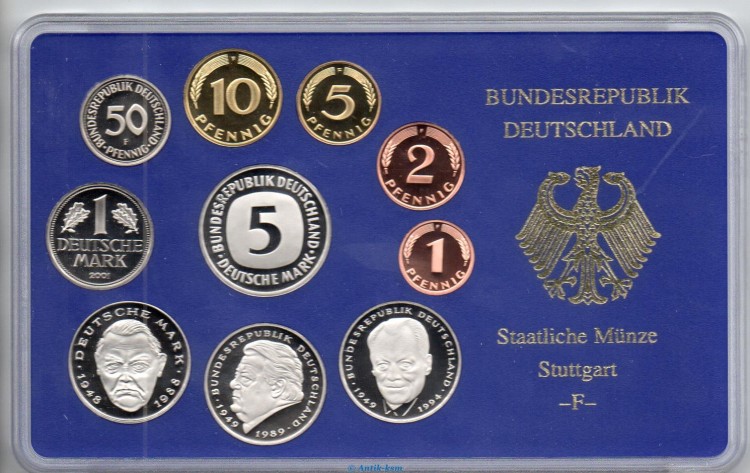 BUNDESREPUBLIK DEUTSCHLAND
50
F
PFENNIG
F
10
PFENNIG
F
5
PFENNIG
BUNDESREPUBLIK
DEUTSCHLAND
F
2
PFENNIG
1
DEUTSCHE
MARK
2001
BUNDESREPUBLIK DEUTSCHLAND
5
DEUTSCHE MARK
F
1
PFENNIG
DEUTSCHE MARK
1948 1988
BUNDESREPUBLIK DEUTSCHLAND
1949 1989
BUNDESREPUBLIK DEUTSCHLAND
1949 1994
Staatliche Münze
Stuttgart
–F–
© Antik-ksm